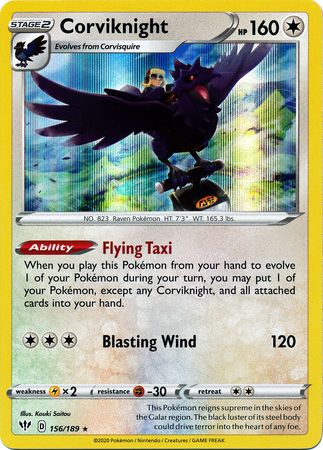 STAGE2 Corviknight HP 160
Evolves from Corvisquire
NO. 823 Raven Pokémon HT: 7'3" WT: 165.3 lbs.
Ability Flying Taxi
When you play this Pokémon from your hand to evolve
1 of your Pokémon during your turn, you may put 1 of
your Pokémon, except any Corviknight, and all attached
cards into your hand.
Blasting Wind 120
weakness ×2 resistance -30 retreat
Illus. Kouki Saitou
D 156/189 ★
This Pokémon reigns supreme in the skies of
the Galar region. The black luster of its steel body
could drive terror into the heart of any foe.
©2020 Pokémon / Nintendo / Creatures / GAME FREAK